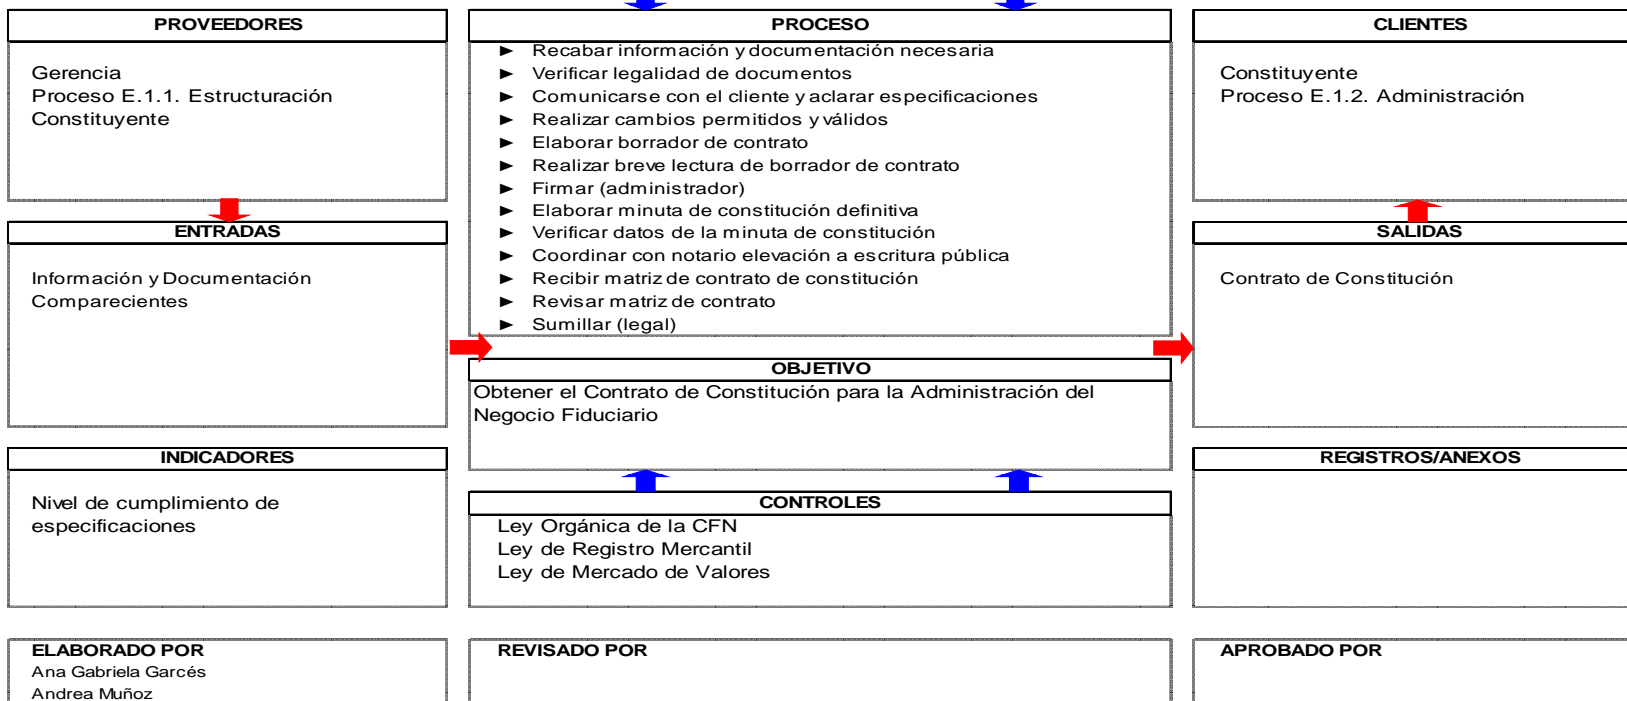 PROVEEDORES
Gerencia
Proceso E.1.1. Estructuración
Constituyente
ENTRADAS
Información y Documentación
Comparecientes
INDICADORES
Nivel de cumplimiento de
especificaciones
PROCESO
► Recabar información y documentación necesaria
► Verificar legalidad de documentos
► Comunicarse con el cliente y aclarar especificaciones
► Realizar cambios permitidos y válidos
► Elaborar borrador de contrato
► Realizar breve lectura de borrador de contrato
► Firmar (administrador)
► Elaborar minuta de constitución definitiva
► Verificar datos de la minuta de constitución
► Coordinar con notario elevación a escritura pública
► Recibir matriz de contrato de constitución
► Revisar matriz de contrato
► Sumillar (legal)
OBJETIVO
Obtener el Contrato de Constitución para la Administración del
Negocio Fiduciario
CONTROLES
Ley Orgánica de la CFN
Ley de Registro Mercantil
Ley de Mercado de Valores
CLIENTES
Constituyente
Proceso E.1.2. Administración
SALIDAS
Contrato de Constitución
REGISTROS/ANEXOS
ELABORADO POR
Ana Gabriela Garcés
Andrea Muñoz
REVISADO POR
APROBADO POR